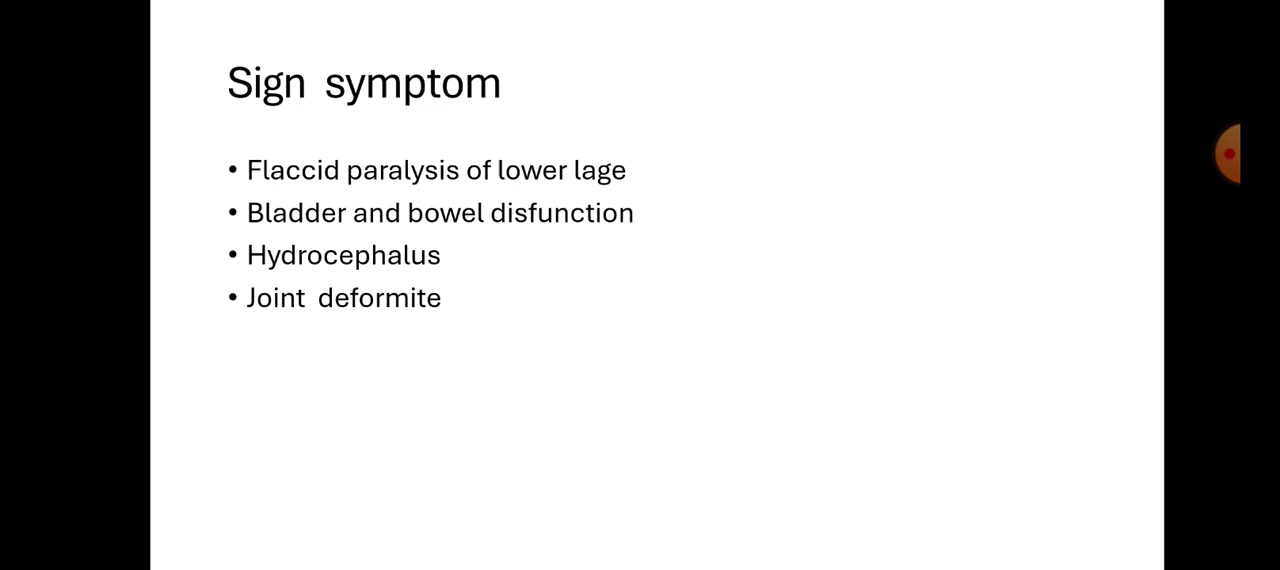 Sign  symptom
• Flaccid paralysis of lower lage
• Bladder and bowel disfunction
• Hydrocephalus
• Joint  deformite